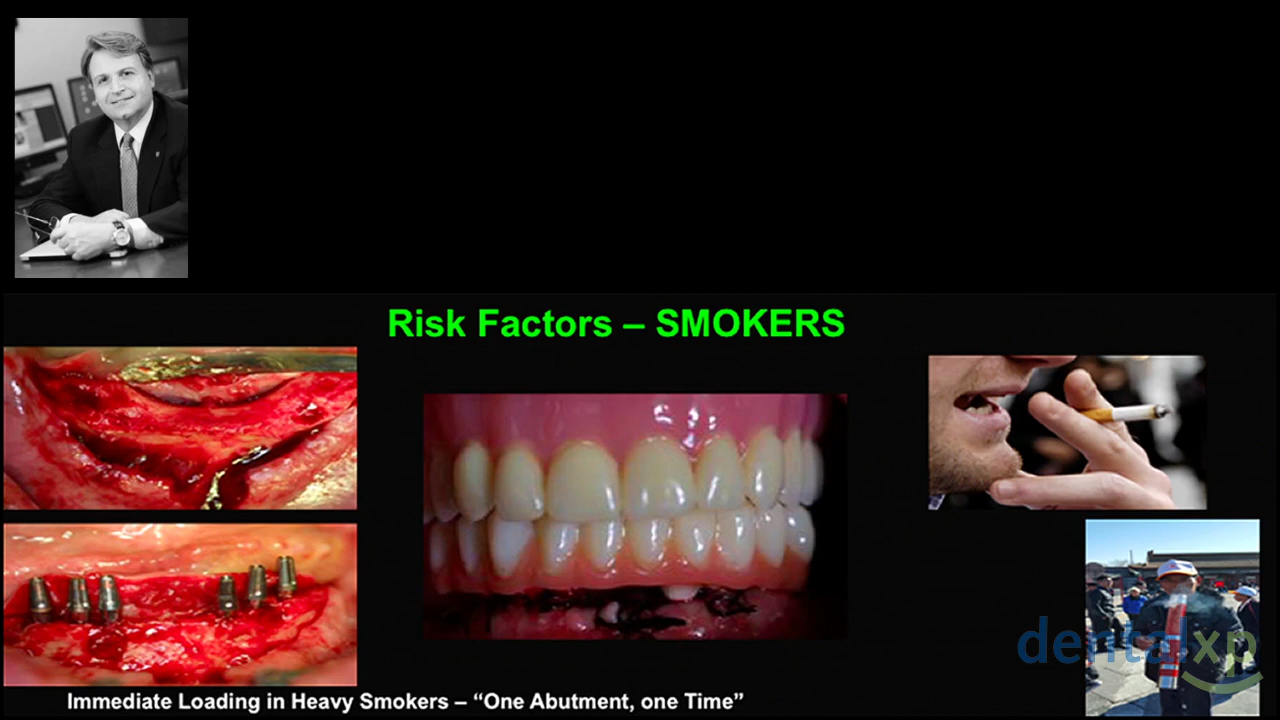 Risk Factors – SMOKERS
dentalxp
Immediate Loading in Heavy Smokers – “One Abutment, one Time”